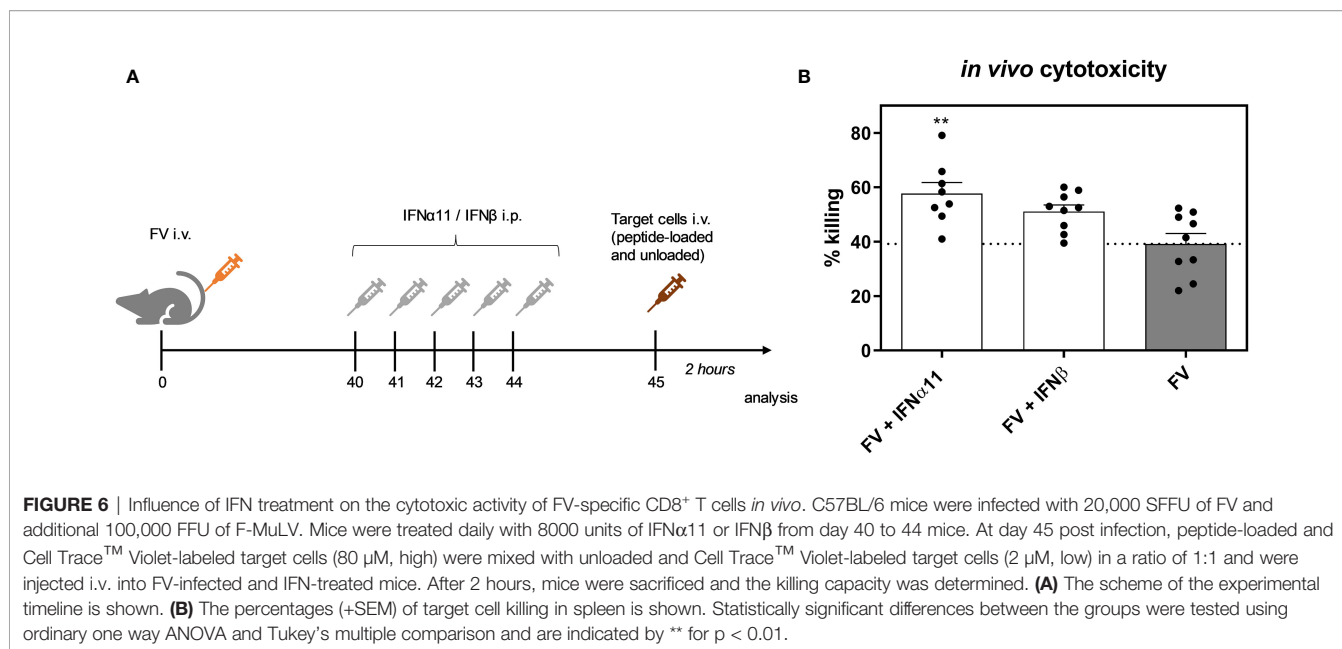 A
FV i.v.
IFNα11 / IFNβ i.p.
Target cells i.v.
(peptide-loaded
and unloaded)
0
40
41
42
43
44
45
2 hours
analysis
B
in vivo cytotoxicity
**
% killing
80
60
40
20
0
FV + IFNα11
FV + IFNβ
FV
FIGURE 6 | Influence of IFN treatment on the cytotoxic activity of FV-specific CD8⁺ T cells in vivo. C57BL/6 mice were infected with 20,000 SFFU of FV and
additional 100,000 FFU of F-MuLV. Mice were treated daily with 8000 units of IFNα11 or IFNβ from day 40 to 44 mice. At day 45 post infection, peptide-loaded and
Cell Trace™ Violet-labeled target cells (80 µM, high) were mixed with unloaded and Cell Trace™ Violet-labeled target cells (2 µM, low) in a ratio of 1:1 and were
injected i.v. into FV-infected and IFN-treated mice. After 2 hours, mice were sacrificed and the killing capacity was determined. (A) The scheme of the experimental
timeline is shown. (B) The percentages (+SEM) of target cell killing in spleen is shown. Statistically significant differences between the groups were tested using
ordinary one way ANOVA and Tukey's multiple comparison and are indicated by ** for p < 0.01.